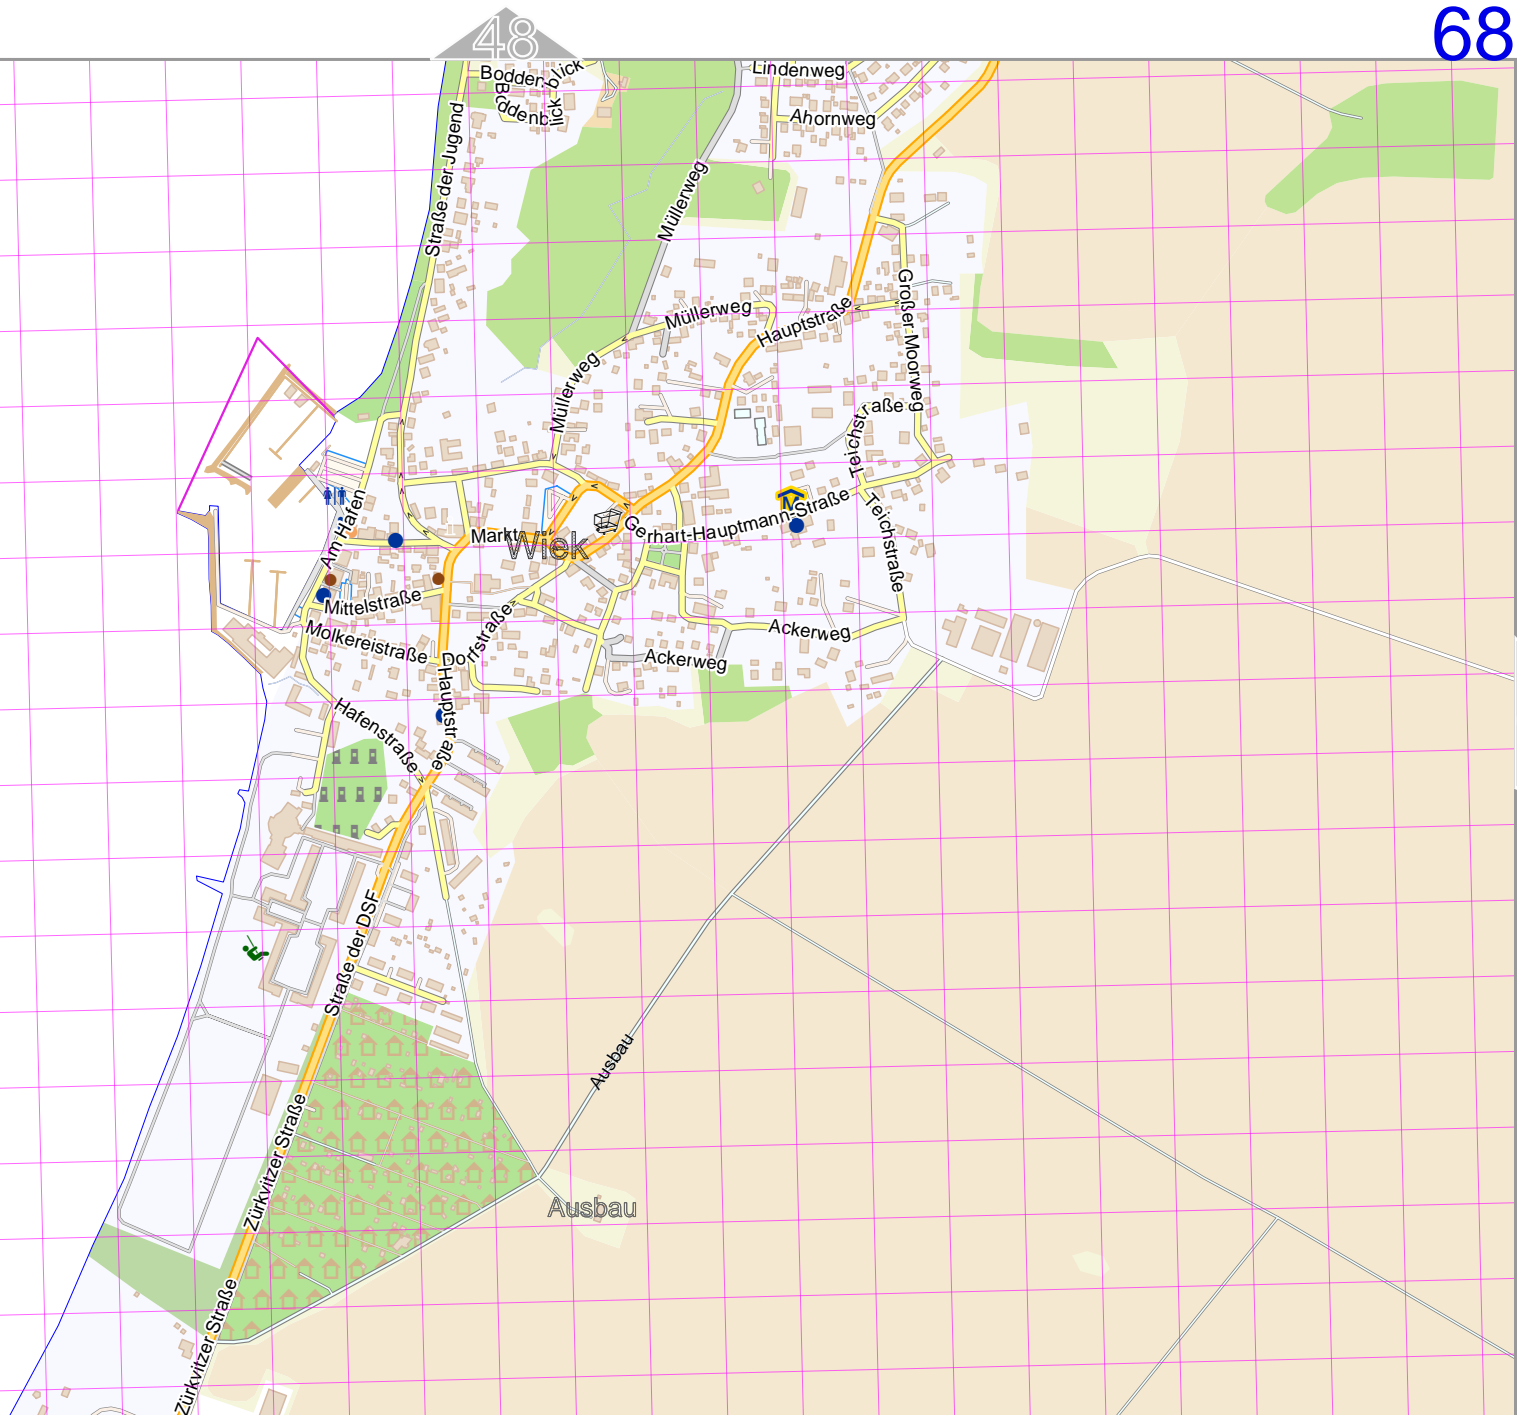 48
68
Boddenblick
Boddenblick
Lindenweg
Ahornweg
Straße der Jugend
Müllerweg
Großer Moorweg
Müllerweg
Hauptstraße
Müllerweg
Teichstraße
Am Hafen
Markt
Wiek
Gerhart-Hauptmann-Straße
Teichstraße
Mittelstraße
Molkereistraße
Dorfstraße
Ackerweg
Ackerweg
Hauptstraße
Hafenstraße
Straße der DSF
Ausbau
Zürkvitzer Straße
Ausbau
Zürkvitzer Straße